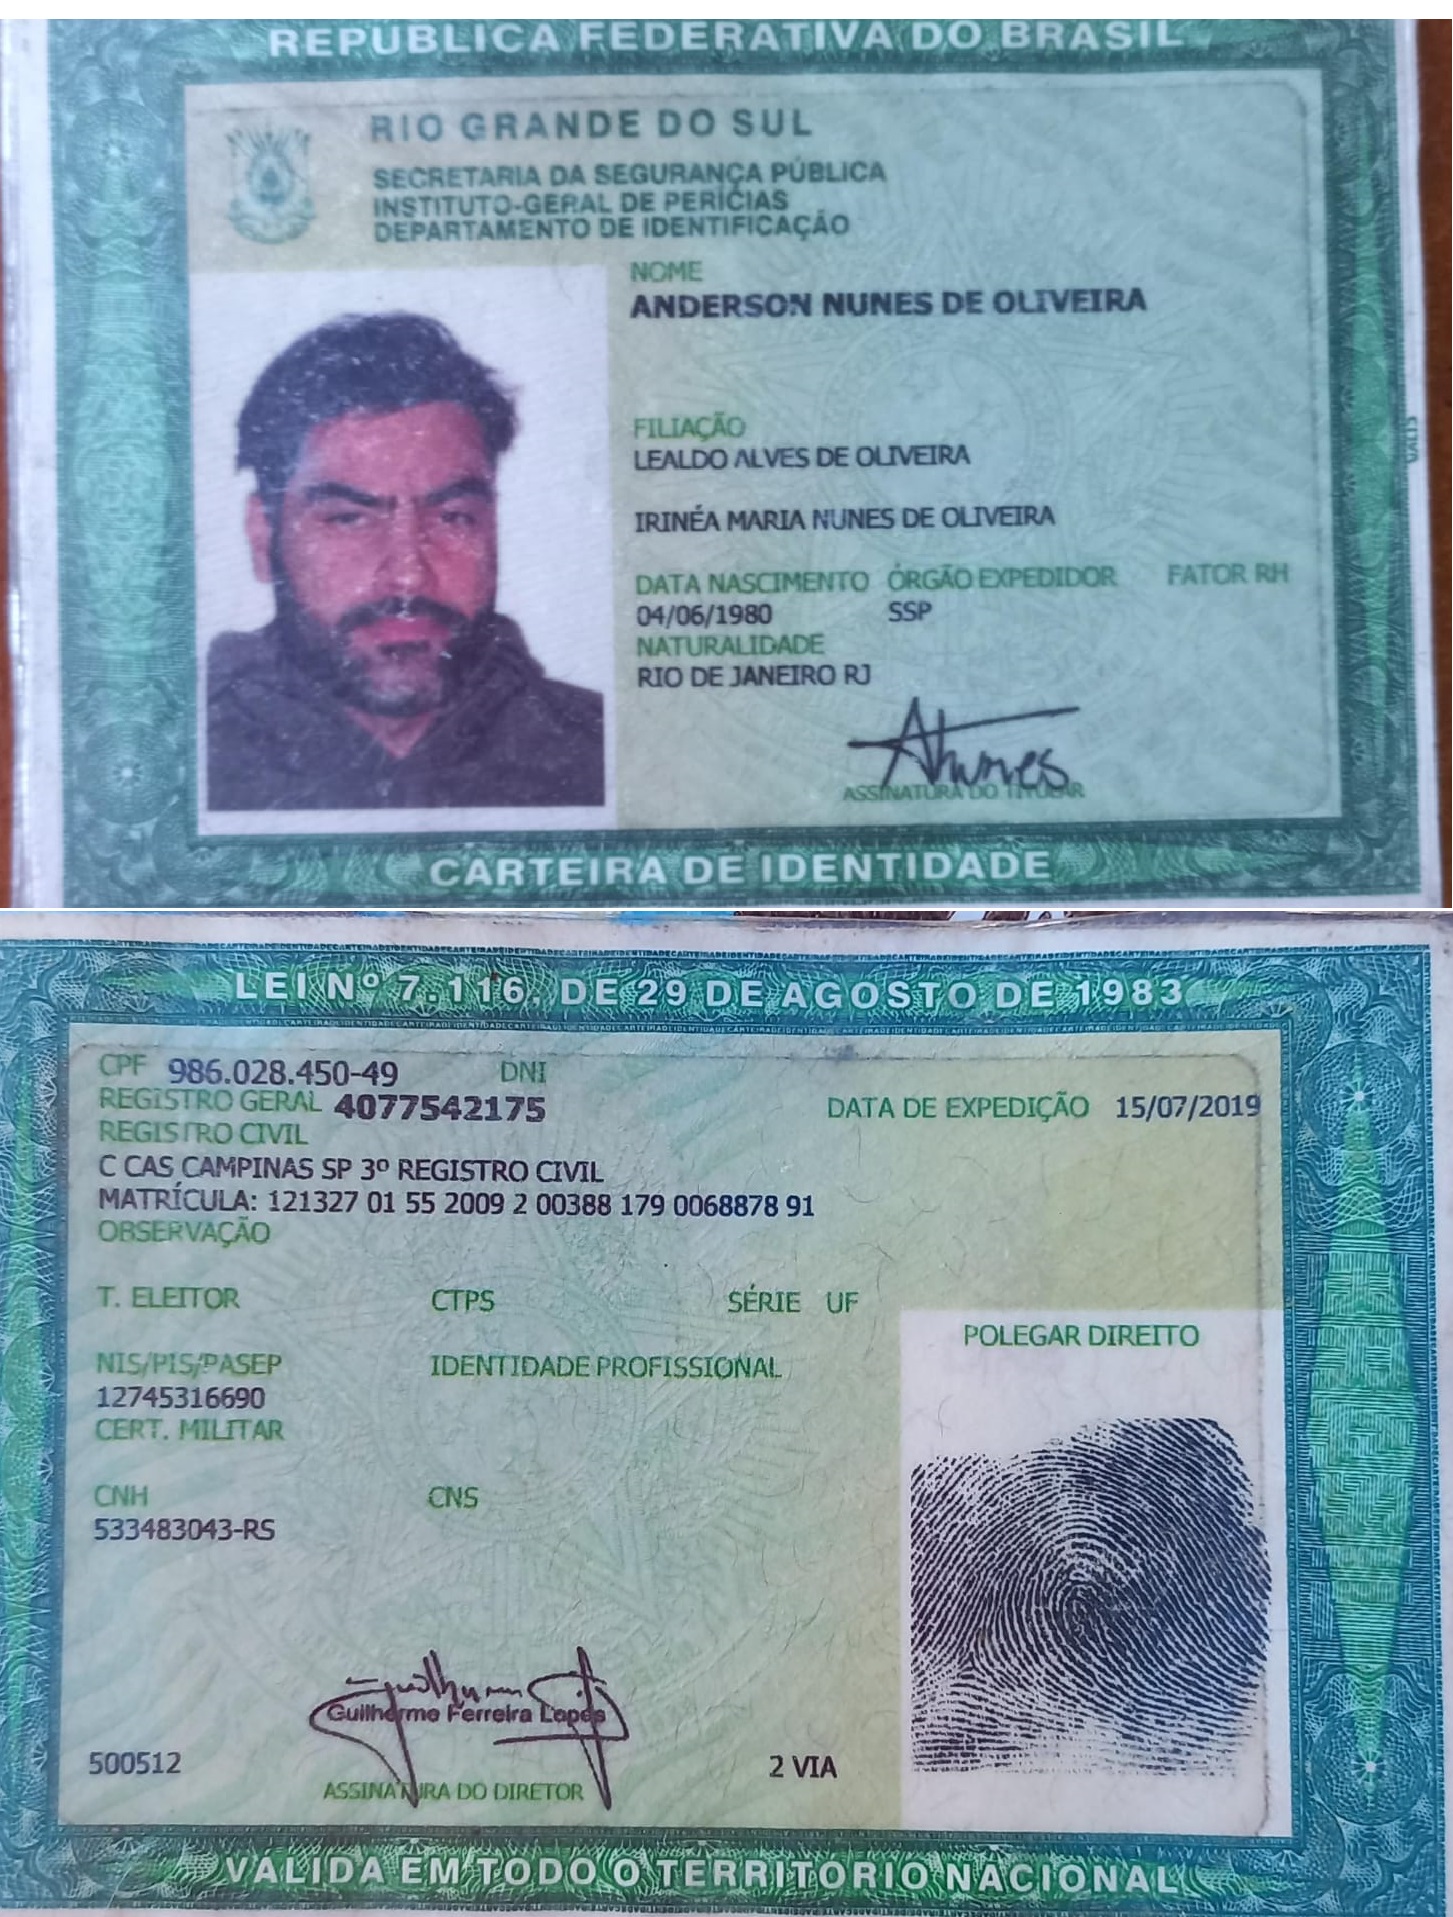 REPÚBLICA FEDERATIVA DO BRASIL
RIO GRANDE DO SUL
SECRETARIA DA SEGURANÇA PÚBLICA
INSTITUTO-GERAL DE PERÍCIAS
DEPARTAMENTO DE IDENTIFICAÇÃO
NOME
ANDERSON NUNES DE OLIVEIRA
FILIAÇÃO
LEALDO ALVES DE OLIVEIRA
IRINÉA MARIA NUNES DE OLIVEIRA
DATA NASCIMENTO ÓRGÃO EXPEDIDOR FATOR RH
04/06/1980 SSP
NATURALIDADE
RIO DE JANEIRO RJ
ASSINATURA DO TITULAR
CARTEIRA DE IDENTIDADE
LEI Nº 7.116, DE 29 DE AGOSTO DE 1983
CPF 986.028.450-49 DNI
REGISTRO GERAL 4077542175 DATA DE EXPEDIÇÃO 15/07/2019
REGISTRO CIVIL
C CAS CAMPINAS SP 3º REGISTRO CIVIL
MATRÍCULA: 121327 01 55 2009 2 00388 179 0068878 91
OBSERVAÇÃO
T. ELEITOR CTPS SÉRIE UF
POLEGAR DIREITO
NIS/PIS/PASEP IDENTIDADE PROFISSIONAL
12745316690
CERT. MILITAR
CNH CNS
533483043-RS
Guilherme Ferreira Lopes
500512 2 VIA
ASSINATURA DO DIRETOR
VÁLIDA EM TODO O TERRITÓRIO NACIONAL